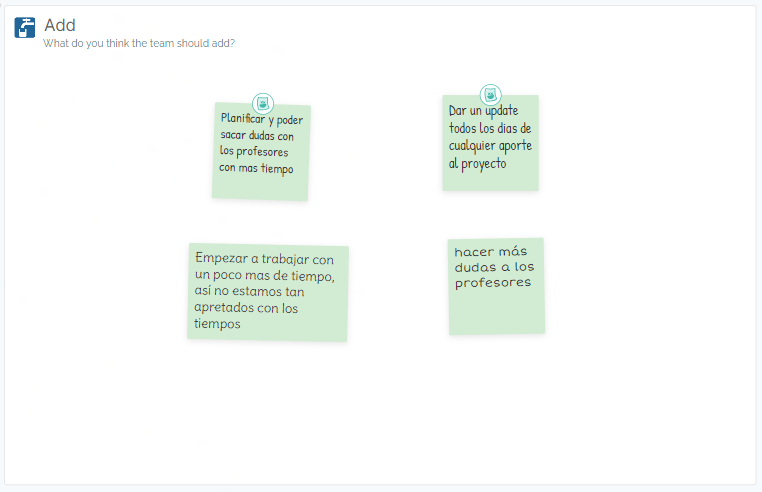 Add
What do you think the team should add?
Planificar y poder
sacar dudas con
los profesores
con mas tiempo
Dar un update
todos los dias de
cualquier aporte
al proyecto
Empezar a trabajar con
un poco mas de tiempo,
así no estamos tan
apretados con los
tiempos
hacer más
dudas a los
profesores